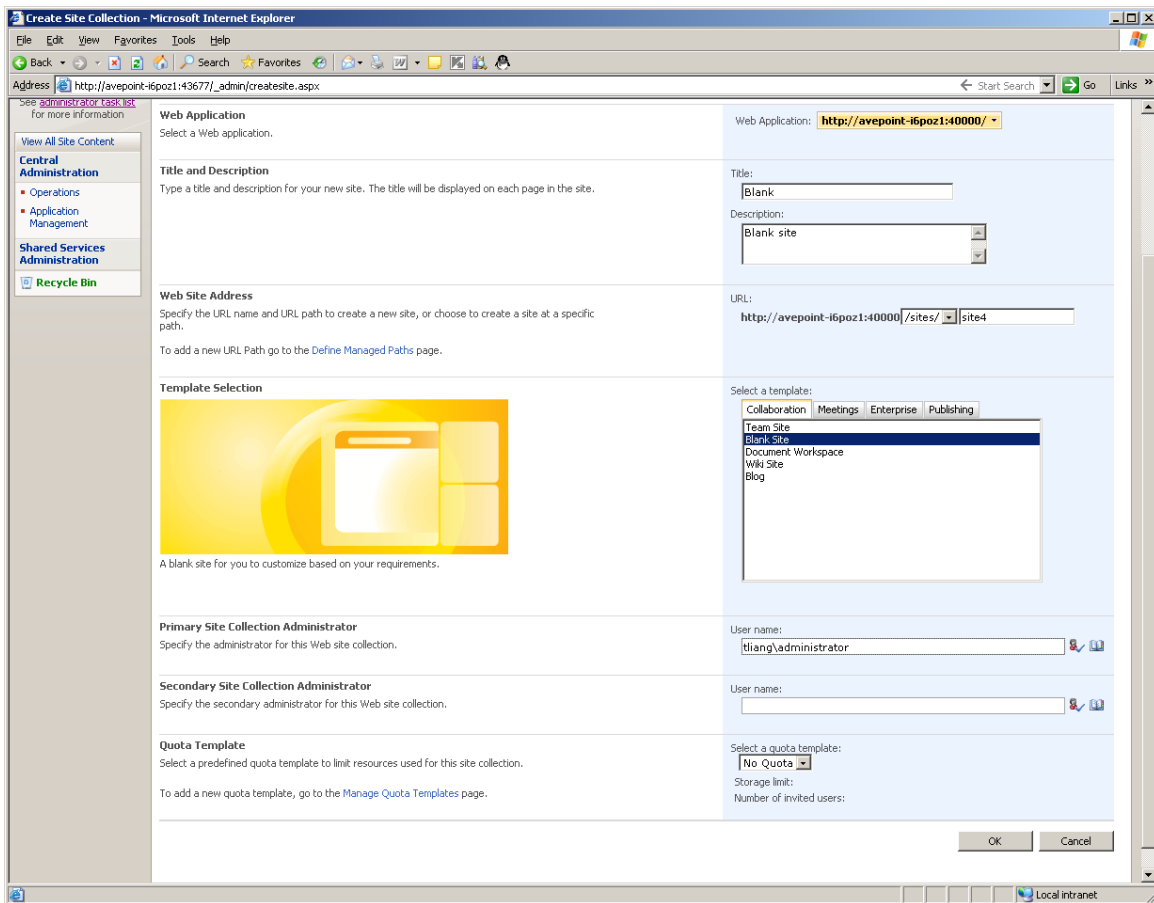 Create Site Collection - Microsoft Internet Explorer
File Edit View Favorites Tools Help
Back Search Favorites
Address http://avepoint-i6poz1:43677/_admin/createsite.aspx Start Search Go Links »
See administrator task list
for more information
View All Site Content
Central
Administration
Operations
Application
Management
Shared Services
Administration
Recycle Bin
Web Application
Select a Web application.
Web Application: http://avepoint-i6poz1:40000/
Title and Description
Type a title and description for your new site. The title will be displayed on each page in the site.
Title:
Blank
Description:
Blank site
Web Site Address
Specify the URL name and URL path to create a new site, or choose to create a site at a specific
path.
To add a new URL Path go to the Define Managed Paths page.
URL:
http://avepoint-i6poz1:40000 /sites/ site4
Template Selection
A blank site for you to customize based on your requirements.
Select a template:
Collaboration Meetings Enterprise Publishing
Team Site
Blank Site
Document Workspace
Wiki Site
Blog
Primary Site Collection Administrator
Specify the administrator for this Web site collection.
User name:
tliang\administrator
Secondary Site Collection Administrator
Specify the secondary administrator for this Web site collection.
User name:
Quota Template
Select a predefined quota template to limit resources used for this site collection.
To add a new quota template, go to the Manage Quota Templates page.
Select a quota template:
No Quota
Storage limit:
Number of invited users:
OK Cancel
Local intranet